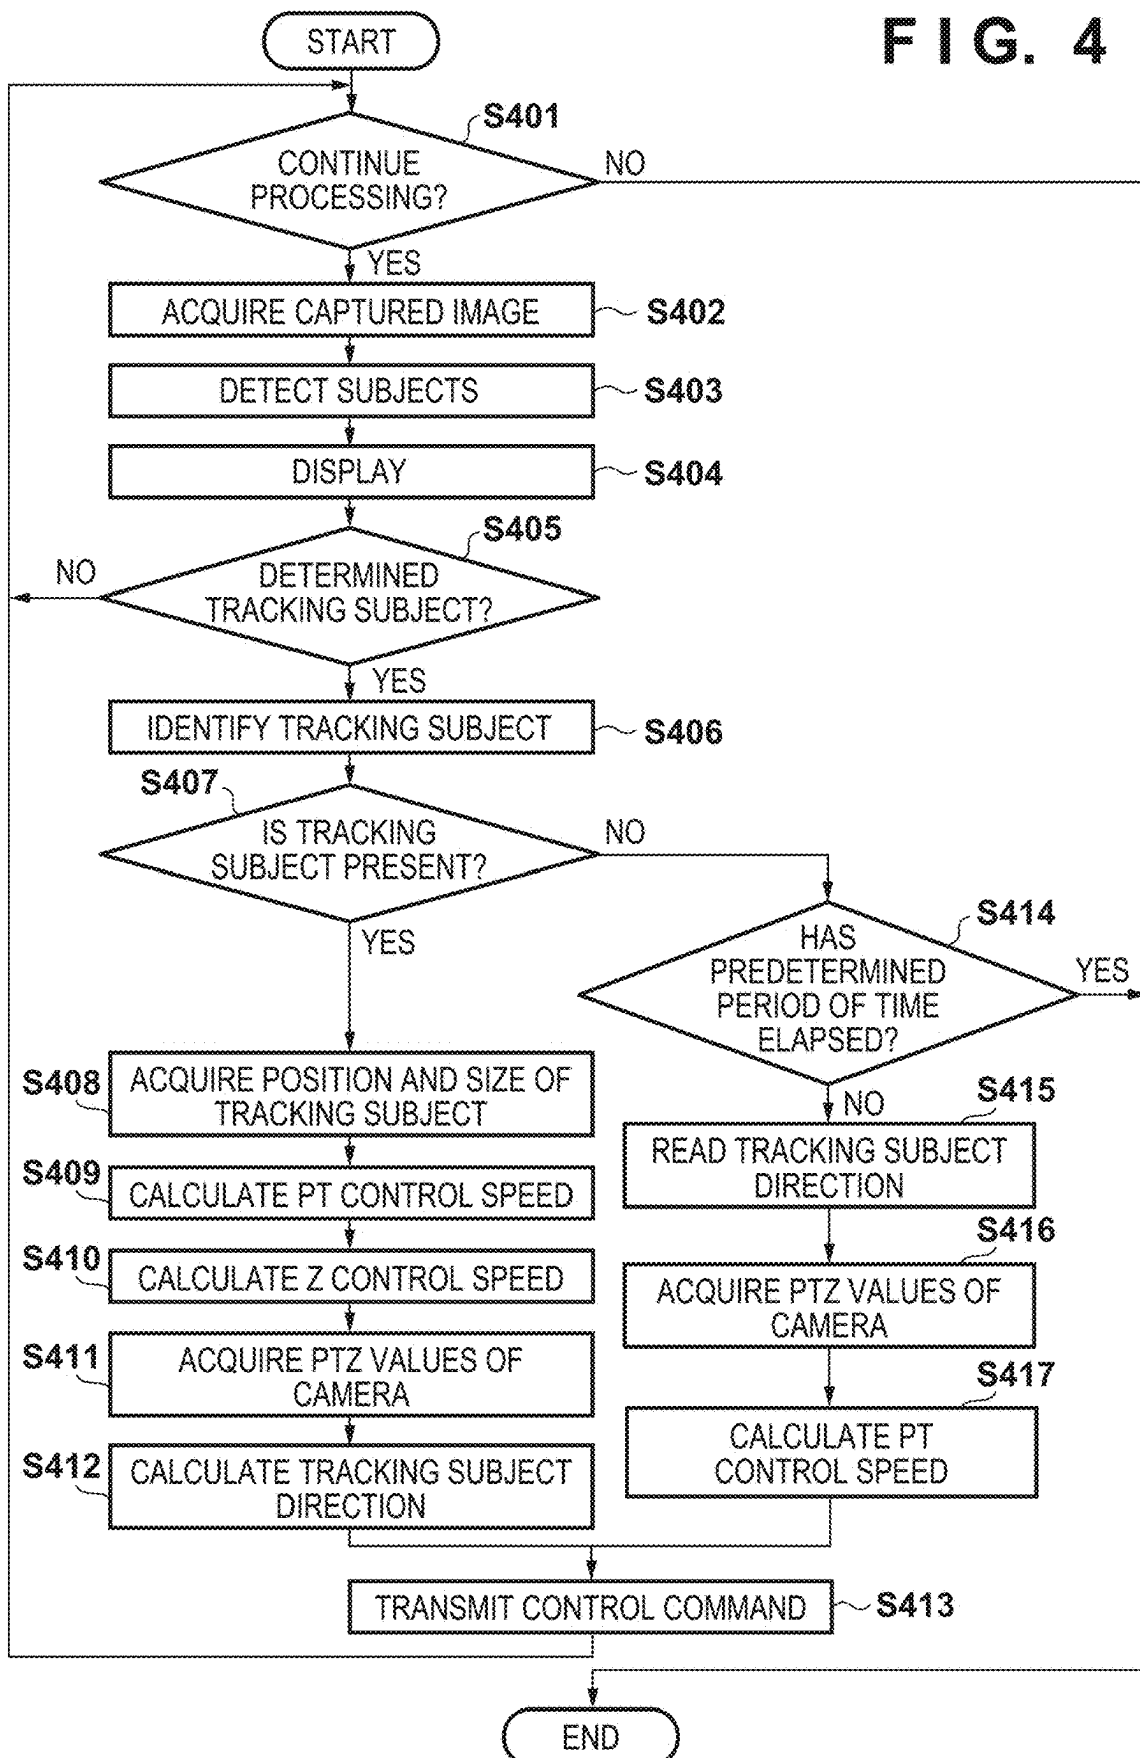 FIG. 4
START
S401
CONTINUE
PROCESSING?
NO
YES
ACQUIRE CAPTURED IMAGE
S402
DETECT SUBJECTS
S403
DISPLAY
S404
S405
DETERMINED
TRACKING SUBJECT?
NO
YES
IDENTIFY TRACKING SUBJECT
S406
S407
IS TRACKING
SUBJECT PRESENT?
NO
YES
S414
HAS
PREDETERMINED
PERIOD OF TIME
ELAPSED?
YES
NO
S408
ACQUIRE POSITION AND SIZE OF
TRACKING SUBJECT
S409
CALCULATE PT CONTROL SPEED
S410
CALCULATE Z CONTROL SPEED
S411
ACQUIRE PTZ VALUES OF
CAMERA
S412
CALCULATE TRACKING SUBJECT
DIRECTION
S415
READ TRACKING SUBJECT
DIRECTION
S416
ACQUIRE PTZ VALUES OF
CAMERA
S417
CALCULATE PT
CONTROL SPEED
TRANSMIT CONTROL COMMAND
S413
END